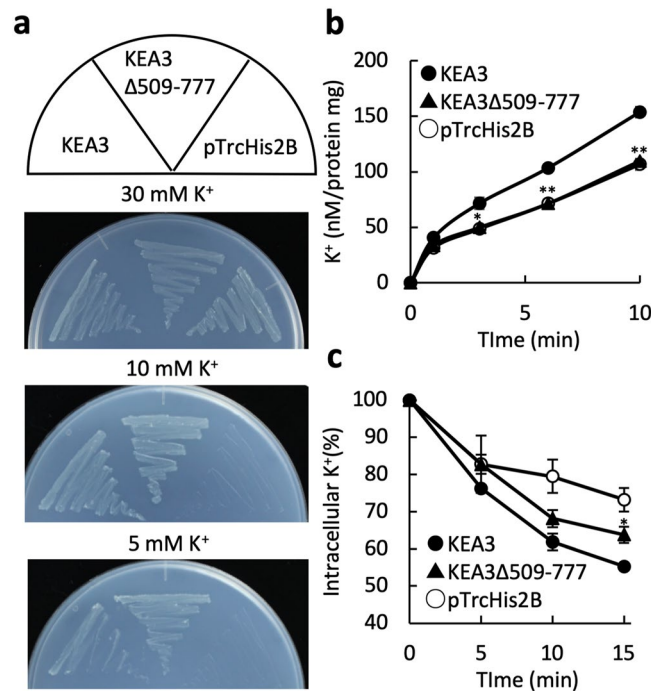 a
KEA3
KEA3
Δ509-777
pTrcHis2B
30 mM K⁺
10 mM K⁺
5 mM K⁺
b
K⁺ (nM/protein mg)
200
150
100
50
0
KEA3
KEA3Δ509-777
pTrcHis2B
*
**
**
0
5
10
TIme (min)
c
Intracellular K⁺(%)
100
90
80
70
60
50
40
*
KEA3
KEA3Δ509-777
pTrcHis2B
0
5
10
15
TIme (min)